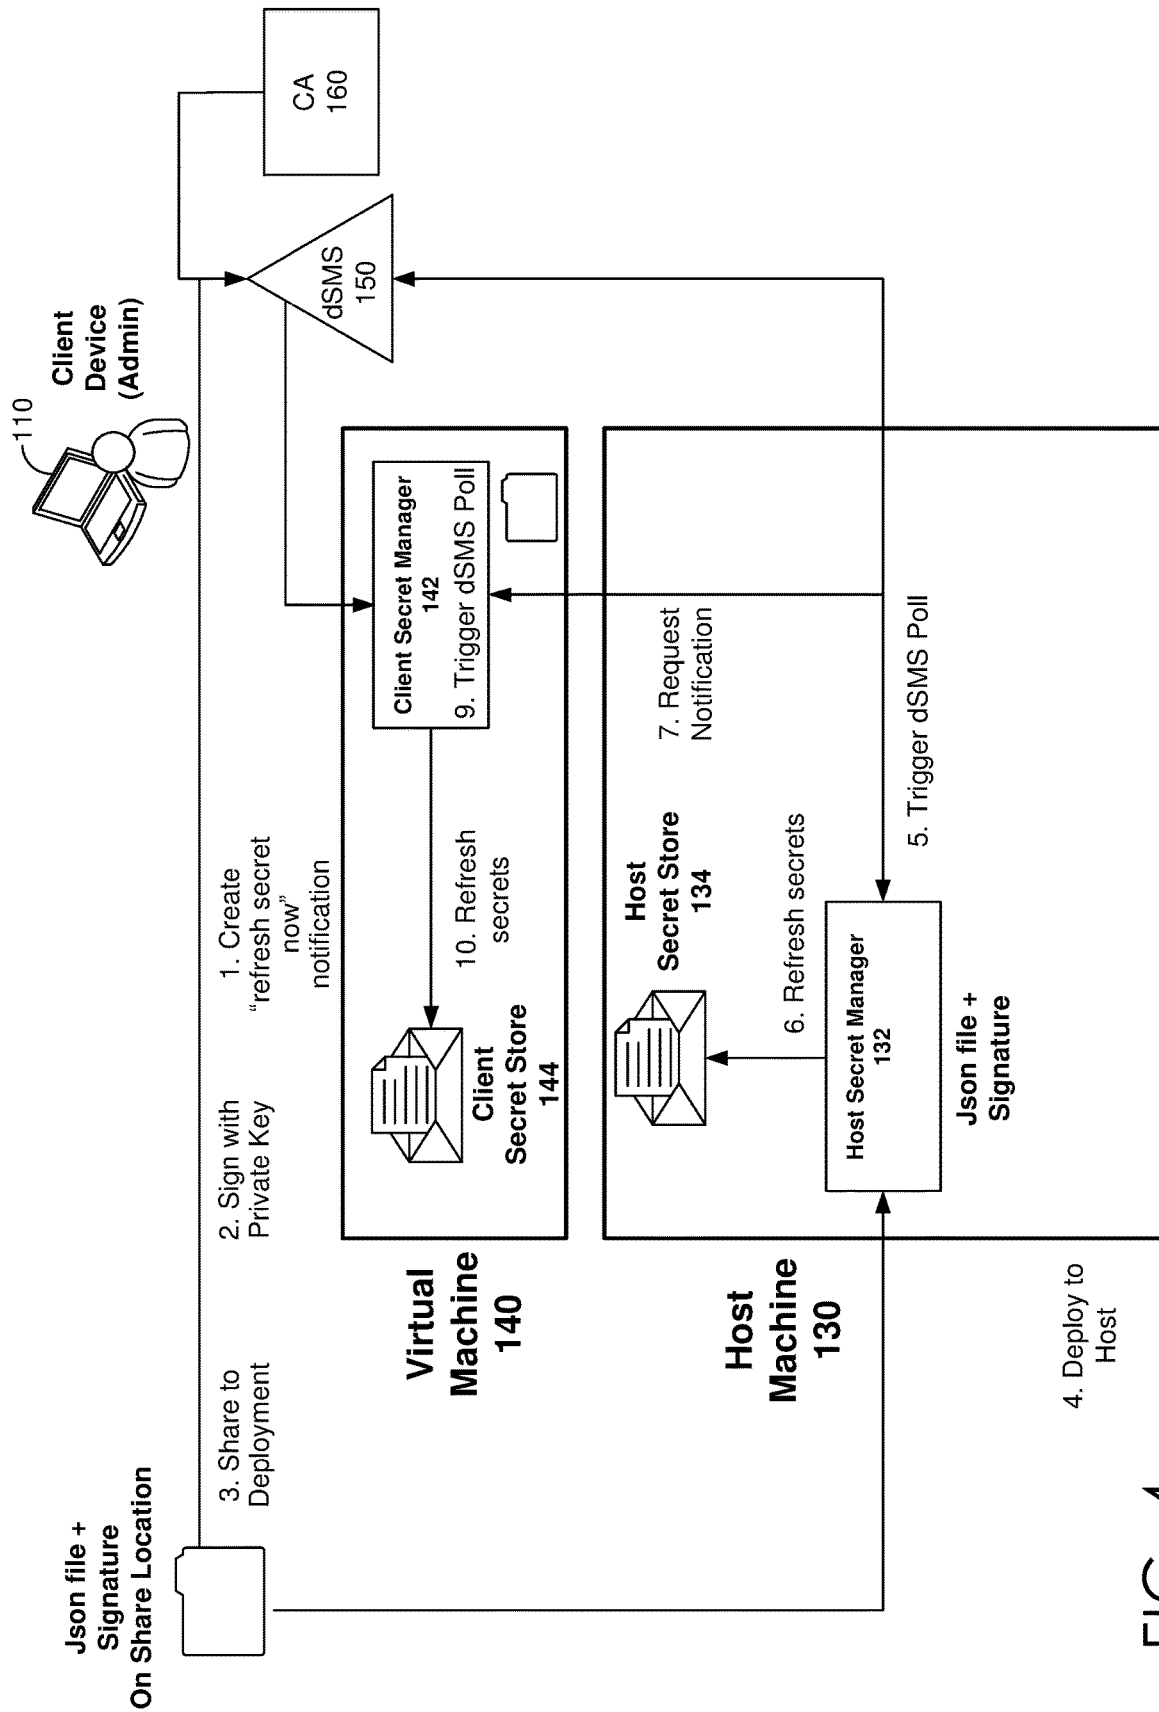 110
Client
Device
(Admin)
CA
160
dSMS
150
Json file +
Signature
On Share Location
3. Share to
Deployment
2. Sign with
Private Key
1. Create
“refresh secret
now”
notification
Virtual
Machine
140
Client
Secret Store
144
10. Refresh
secrets
Client Secret Manager
142
9. Trigger dSMS Poll
Host
Machine
130
Host
Secret Store
134
7. Request
Notification
6. Refresh secrets
Host Secret Manager
132
5. Trigger dSMS Poll
Json file +
Signature
4. Deploy to
Host